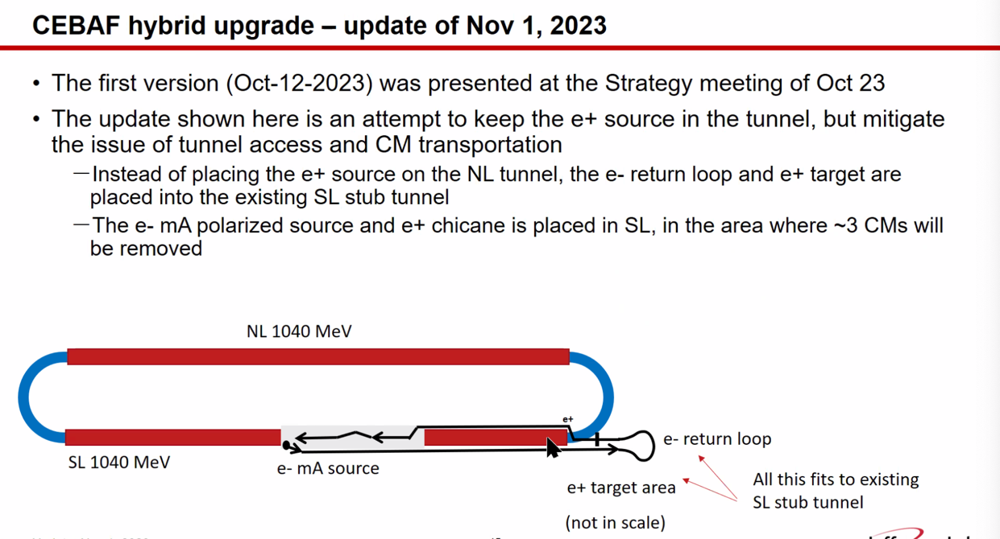 CEBAF hybrid upgrade – update of Nov 1, 2023
• The first version (Oct-12-2023) was presented at the Strategy meeting of Oct 23
• The update shown here is an attempt to keep the e+ source in the tunnel, but mitigate
the issue of tunnel access and CM transportation
—Instead of placing the e+ source on the NL tunnel, the e- return loop and e+ target are
placed into the existing SL stub tunnel
—The e- mA polarized source and e+ chicane is placed in SL, in the area where ~3 CMs will
be removed
NL 1040 MeV
e+
e- return loop
SL 1040 MeV
e- mA source
e+ target area
(not in scale)
All this fits to existing
SL stub tunnel